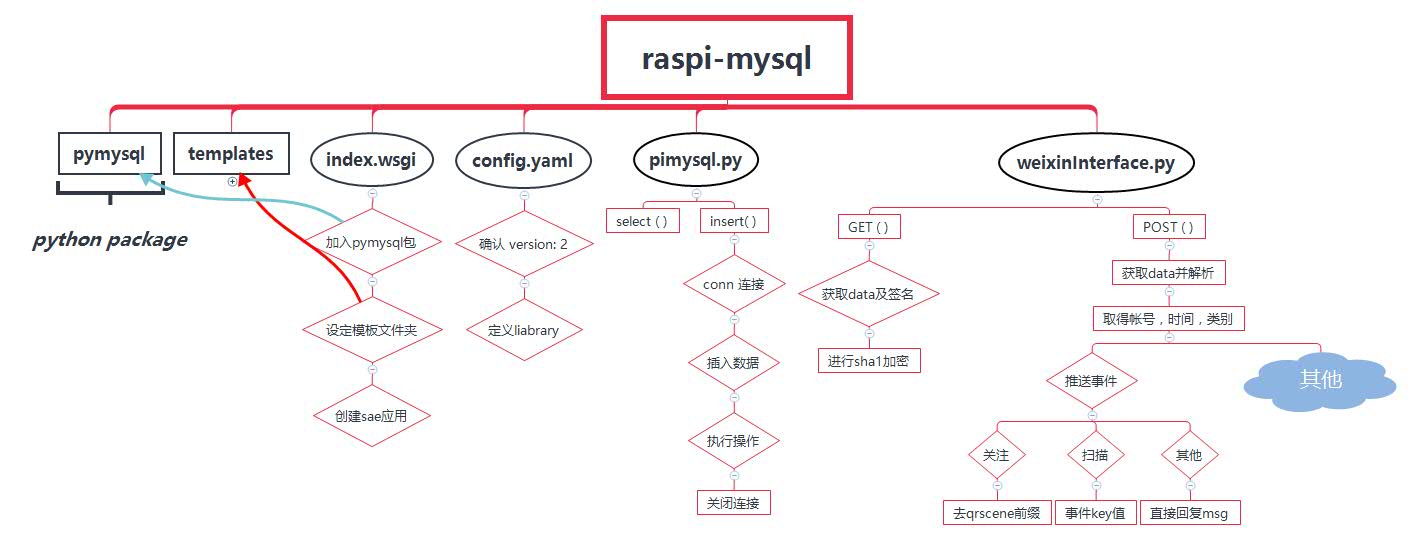 raspi-mysql
pymysql
templates
index.wsgi
config.yaml
pimysql.py
weixinInterface.py
python package
加入pymysql包
设定模板文件夹
创建sae应用
确认 version: 2
定义liabrary
select ( )
insert( )
conn 连接
插入数据
执行操作
关闭连接
GET ( )
获取data及签名
进行sha1加密
POST ( )
获取data并解析
取得帐号，时间，类别
推送事件
其他
关注
扫描
其他
去qrscene前缀
事件key值
直接回复msg